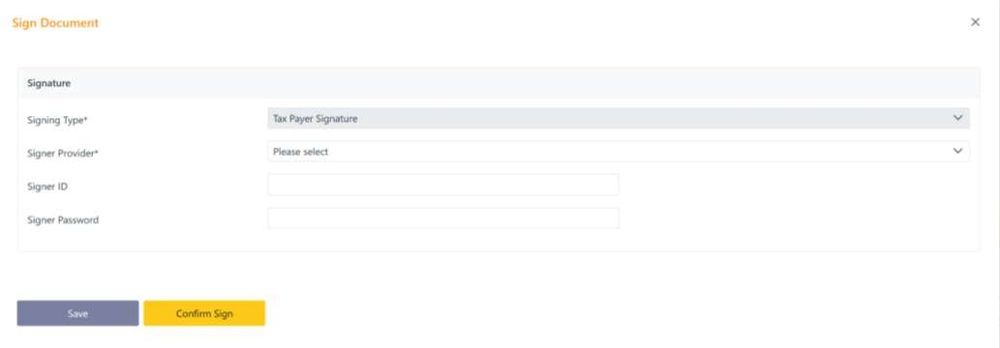 Sign Document
Signature
Signing Type* Tax Payer Signature
Signer Provider* Please select
Signer ID
Signer Password
Save Confirm Sign